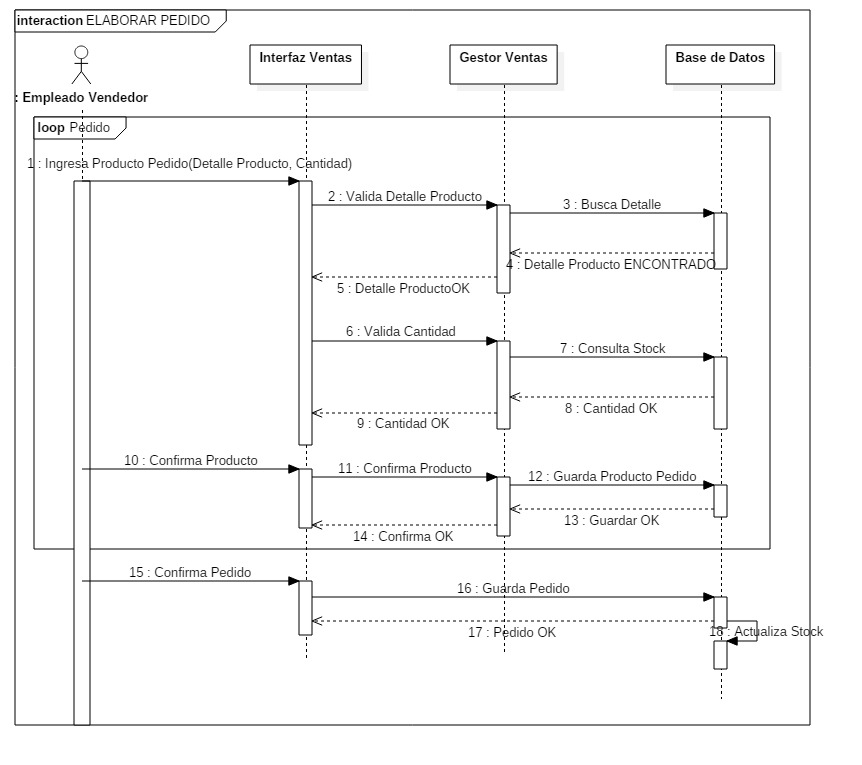 interaction ELABORAR PEDIDO
Interfaz Ventas
Gestor Ventas
Base de Datos
: Empleado Vendedor
loop Pedido
1 : Ingresa Producto Pedido(Detalle Producto, Cantidad)
2 : Valida Detalle Producto
3 : Busca Detalle
4 : Detalle Producto ENCONTRADO
5 : Detalle ProductoOK
6 : Valida Cantidad
7 : Consulta Stock
8 : Cantidad OK
9 : Cantidad OK
10 : Confirma Producto
11 : Confirma Producto
12 : Guarda Producto Pedido
13 : Guardar OK
14 : Confirma OK
15 : Confirma Pedido
16 : Guarda Pedido
17 : Pedido OK
18 : Actualiza Stock